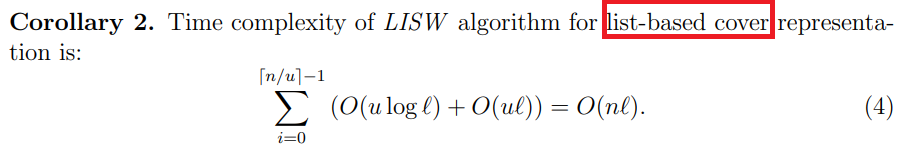 Corollary 2. Time complexity of LISW algorithm for list-based cover representa-
tion is:
⌈n/u⌉−1
∑ (O(u log ℓ) + O(uℓ)) = O(nℓ). (4)
i=0